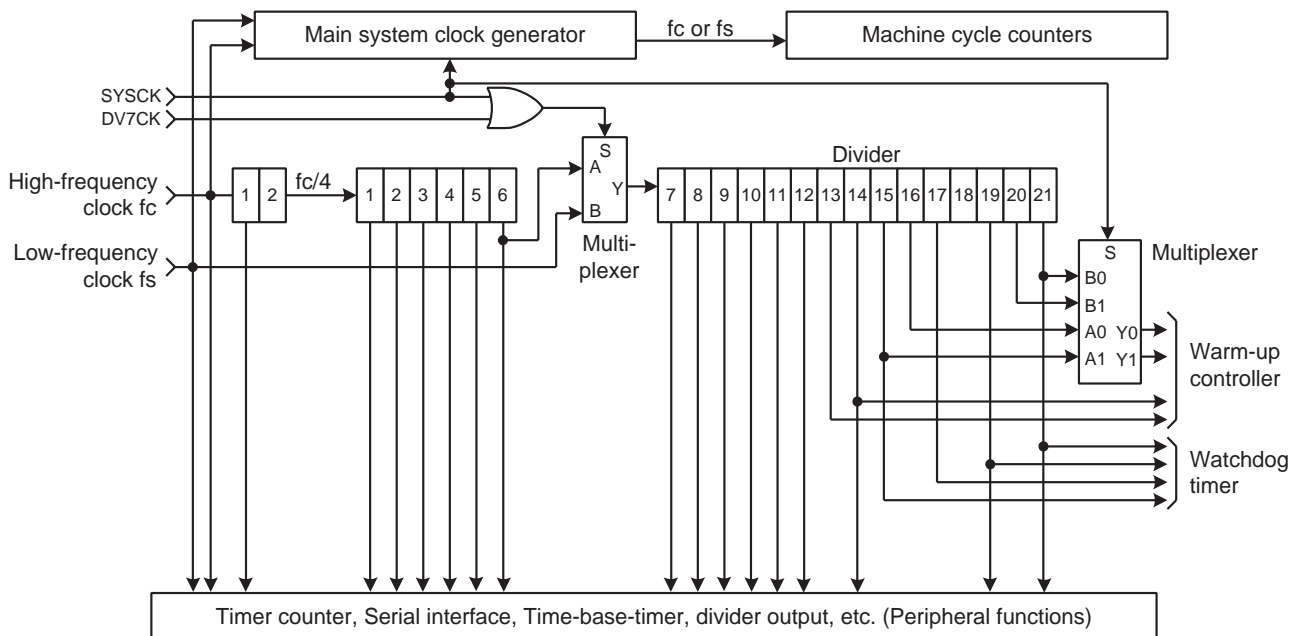 Main system clock generator
fc or fs
Machine cycle counters
SYSCK
DV7CK
High-frequency
clock fc
1 2
fc/4
1 2 3 4 5 6
S
A
Y
B
Multi-
plexer
Divider
7 8 9 10 11 12 13 14 15 16 17 18 19 20 21
Low-frequency
clock fs
S
B0
B1
A0 Y0
A1 Y1
Multiplexer
Warm-up
controller
Watchdog
timer
Timer counter, Serial interface, Time-base-timer, divider output, etc. (Peripheral functions)